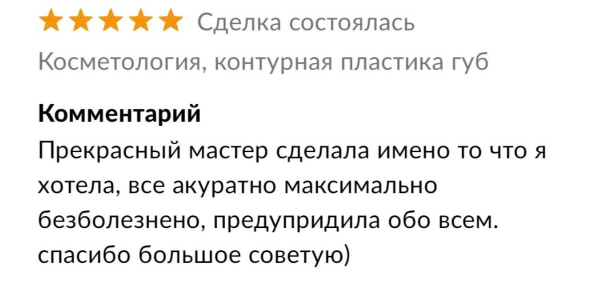 Сделка состоялась
Косметология, контурная пластика губ
Комментарий
Прекрасный мастер сделала имено то что я
хотела, все акуратно максимально
безболезнено, предупридила обо всем.
спасибо большое советую)